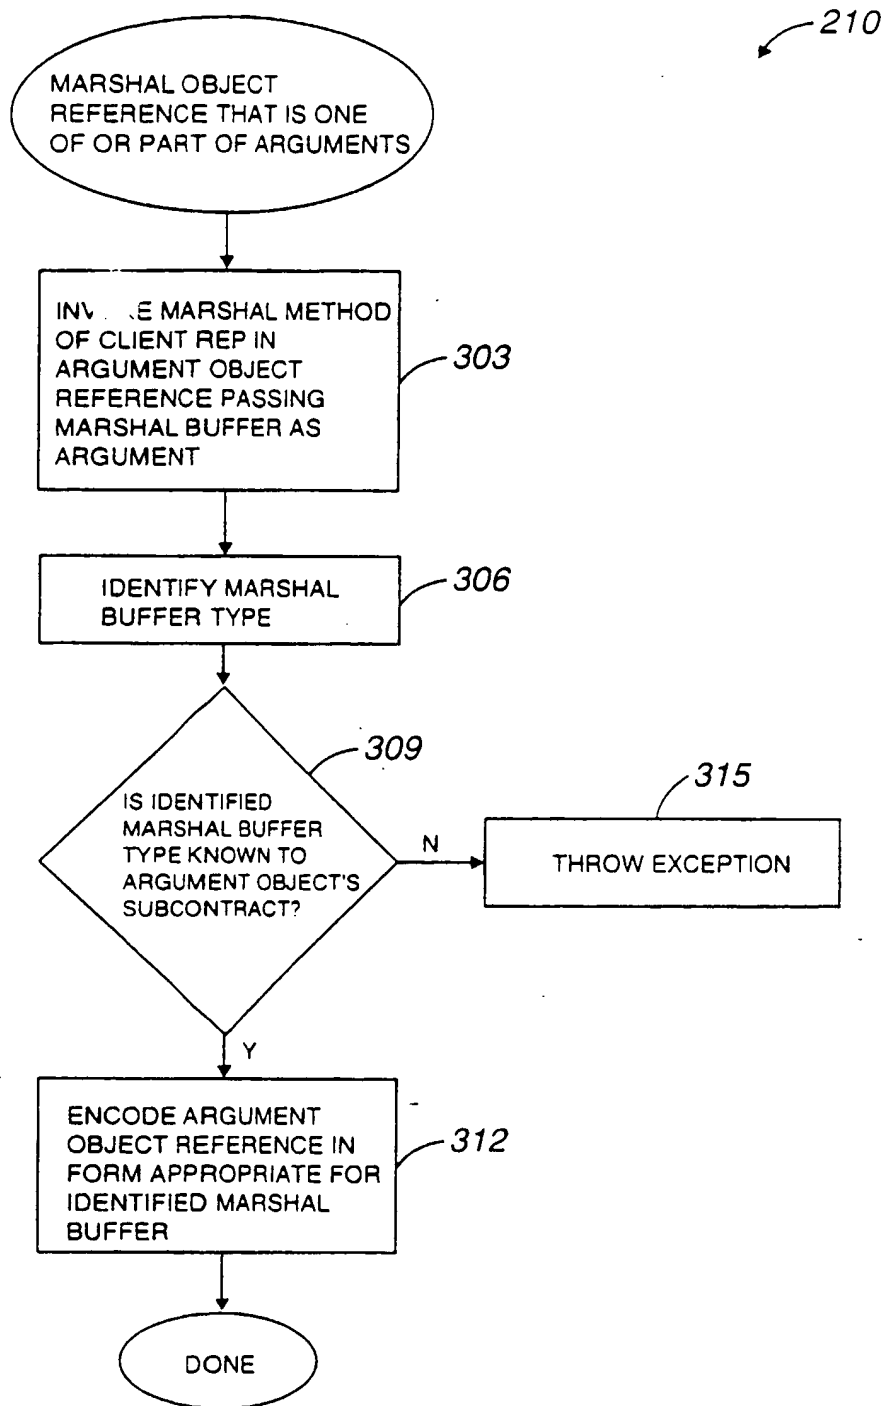 210
MARSHAL OBJECT
REFERENCE THAT IS ONE
OF OR PART OF ARGUMENTS
MARSHAL METHOD
OF CLIENT REP IN
ARGUMENT OBJECT
REFERENCE PASSING
MARSHAL BUFFER AS
ARGUMENT
303
IDENTIFY MARSHAL
BUFFER TYPE
306
309
IS IDENTIFIED
MARSHAL BUFFER
TYPE KNOWN TO
ARGUMENT OBJECT'S
SUBCONTRACT?
N
315
THROW EXCEPTION
Y
ENCODE ARGUMENT
OBJECT REFERENCE IN
FORM APPROPRIATE FOR
IDENTIFIED MARSHAL
BUFFER
312
DONE